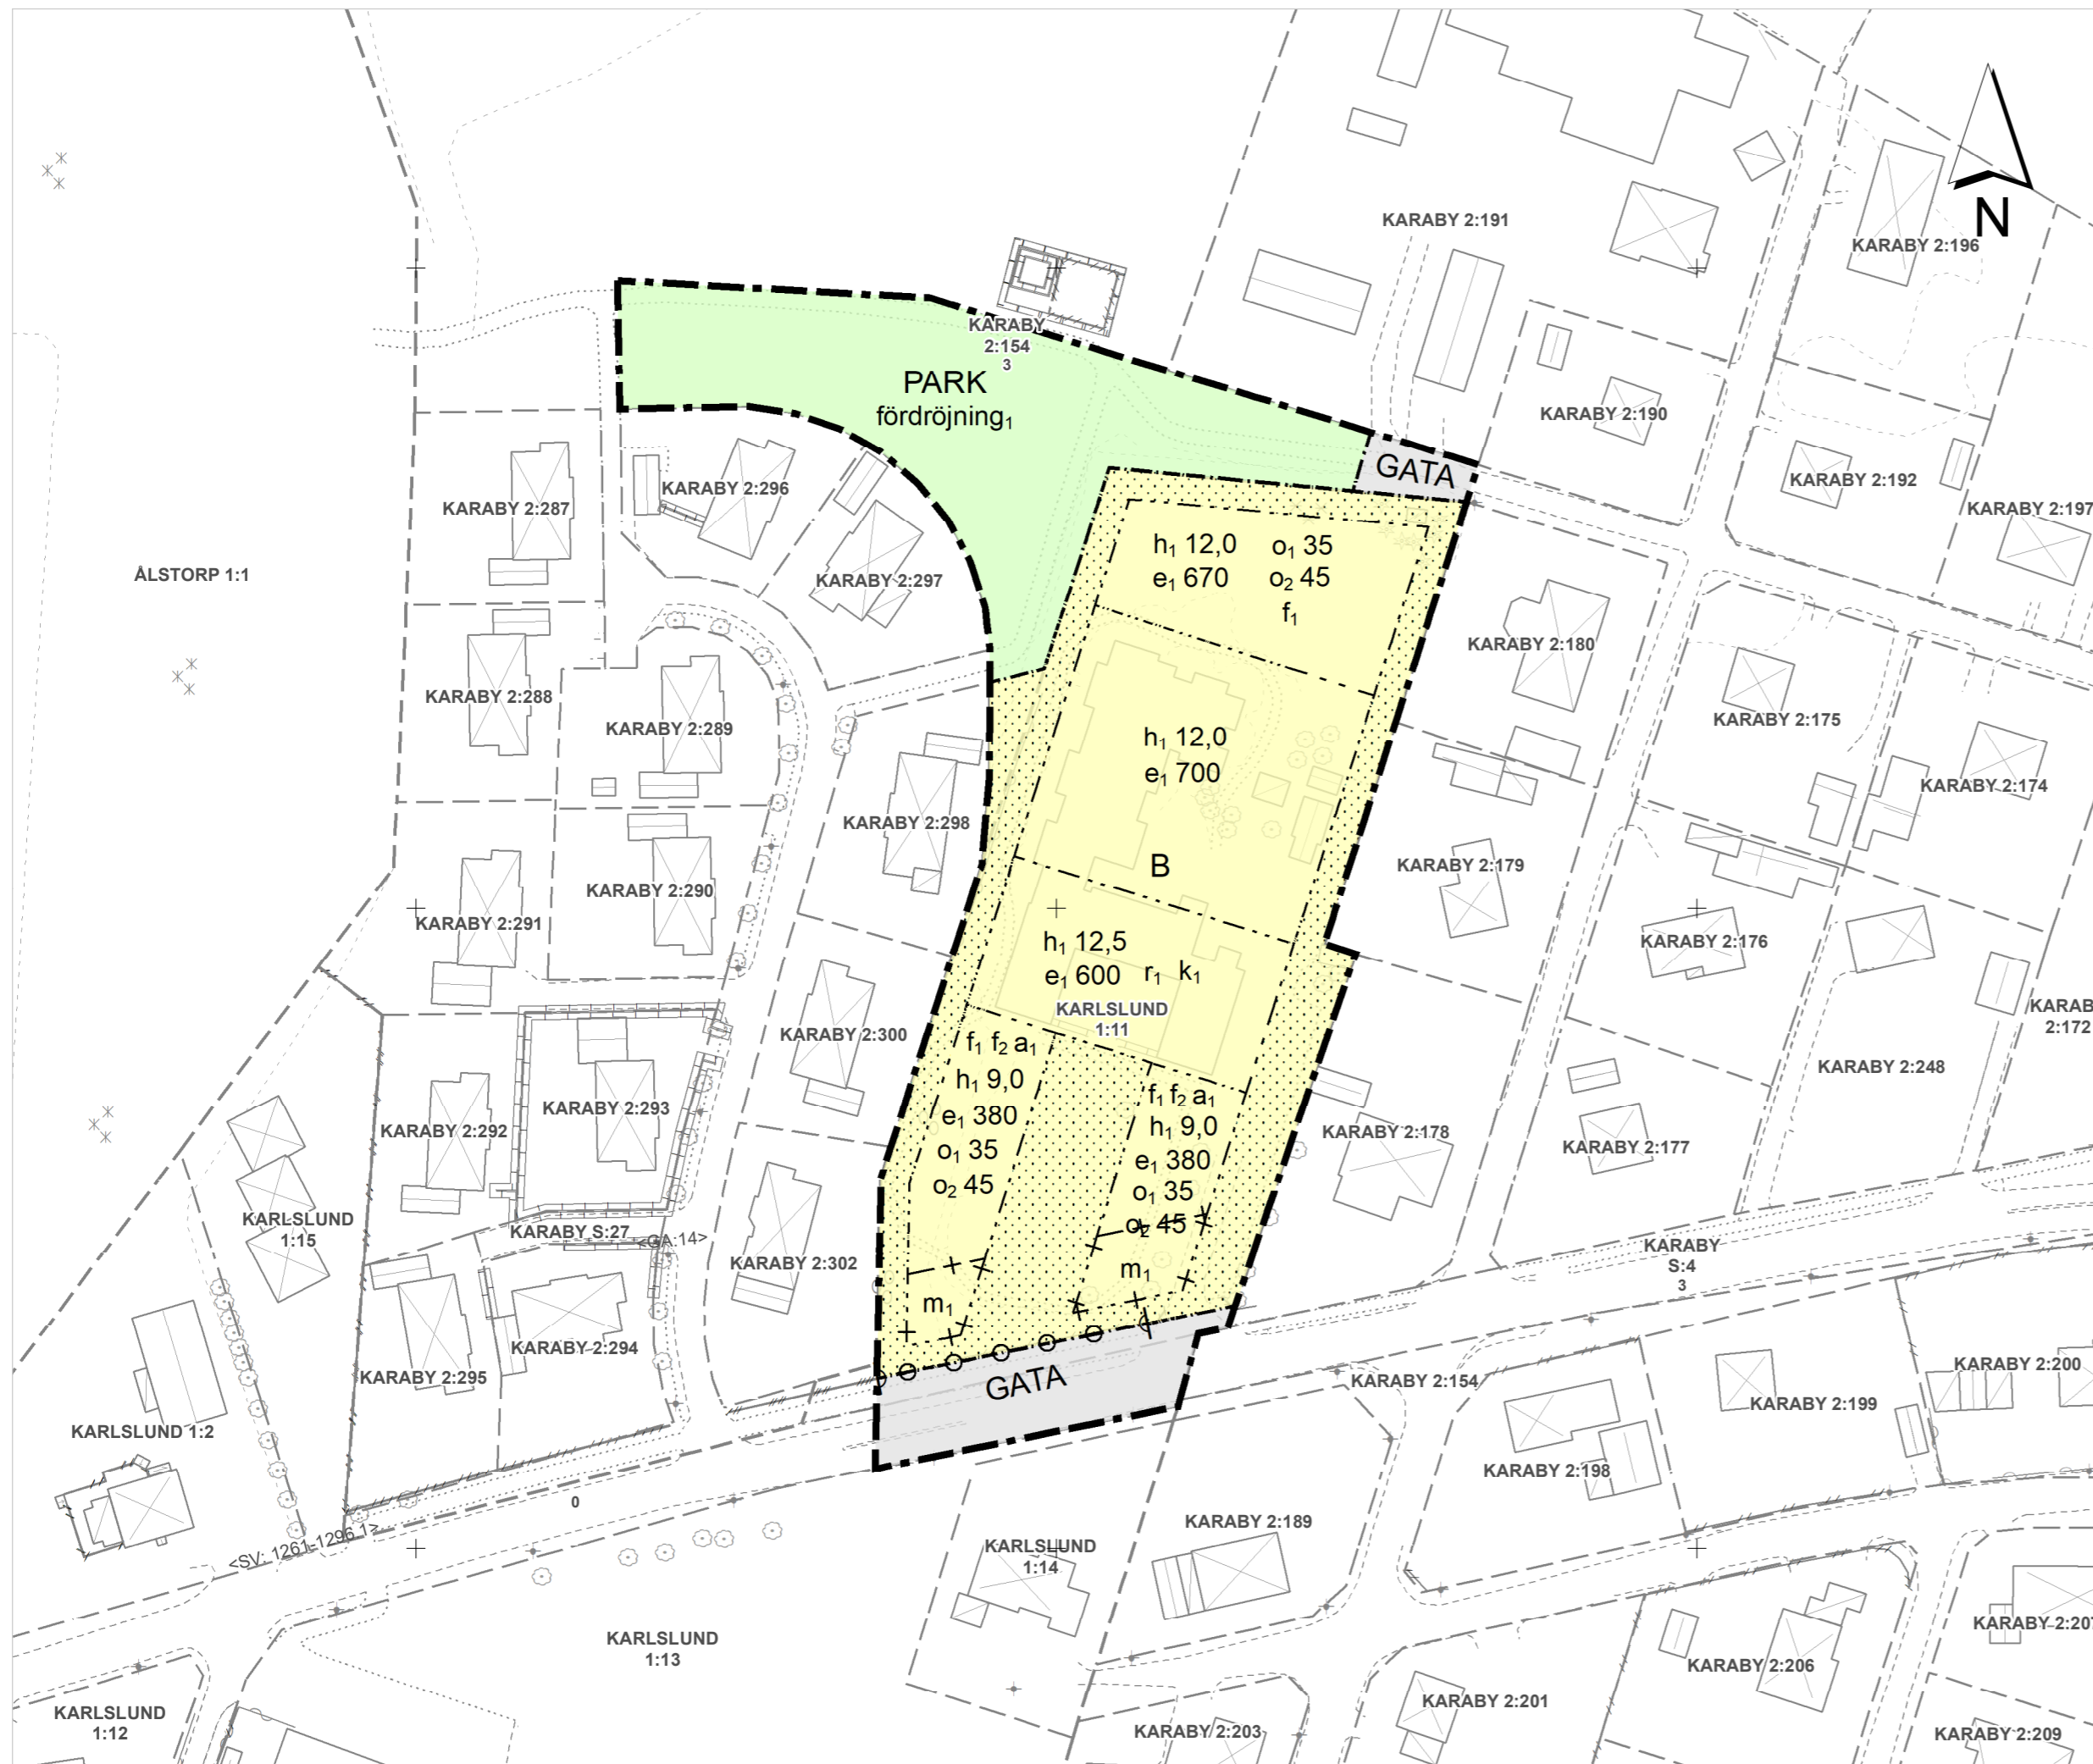 KARABY 2:191
N
KARABY 2:196
KARABY
2:154
3
PARK
fördröjning₁
KARABY 2:190
GATA
KARABY 2:192
KARABY 2:197
KARABY 2:287
KARABY 2:296
ÅLSTORP 1:1
KARABY 2:297
h₁ 12,0 o₁ 35
e₁ 670 o₂ 45
f₁
KARABY 2:180
KARABY 2:288
KARABY 2:289
KARABY 2:175
h₁ 12,0
e₁ 700
KARABY 2:174
KARABY 2:298
KARABY 2:179
B
KARABY 2:290
KARABY 2:291
h₁ 12,5
e₁ 600 r₁ k₁
KARABY 2:176
KARLSLUND
1:11
KARAB
2:172
KARABY 2:300
f₁ f₂ a₁
h₁ 9,0
e₁ 380
o₁ 35
o₂ 45
f₁ f₂ a₁
h₁ 9,0
e₁ 380
o₁ 35
o₂ 45
KARABY 2:248
KARABY 2:293
KARABY 2:292
KARABY 2:178
KARABY 2:177
KARLSLUND
1:15
KARABY S:27
<GA:14>
KARABY 2:302
KARABY
S:4
3
m₁
m₁
KARABY 2:294
KARABY 2:295
GATA
KARABY 2:154
KARABY 2:200
KARABY 2:199
KARLSLUND 1:2
KARABY 2:198
0
<SV: 1261-1296.1>
KARABY 2:189
KARLSLUND
1:14
KARLSLUND
1:13
KARABY 2:207
KARABY 2:206
KARLSLUND
1:12
KARABY 2:201
KARABY 2:203
KARABY 2:209